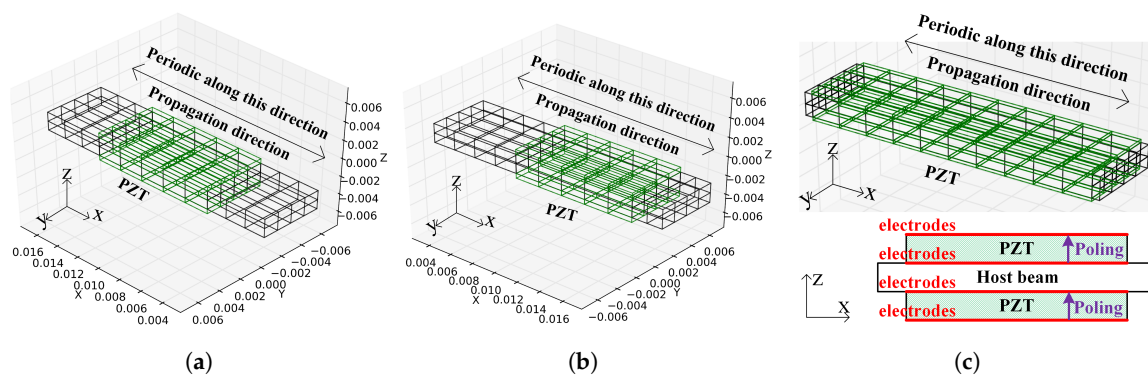 Periodic along this direction
Propagation direction
PZT
Z
y
X
0.006
0.004
0.002
0.000
−0.002
−0.004
−0.006
Z
0.016
0.014
0.012
0.010
0.008
0.006
0.004
X
−0.006
−0.004
−0.002
0.000
0.002
0.004
0.006
Y
(a)
Periodic along this direction
Propagation direction
PZT
Z
y
X
0.006
0.004
0.002
0.000
−0.002
−0.004
−0.006
Z
0.004
0.006
0.008
0.010
0.012
0.014
0.016
X
0.006
0.004
0.002
0.000
−0.002
−0.004
−0.006
Y
(b)
Periodic along this direction
Propagation direction
PZT
Z
y
X
electrodes
PZT
Poling
electrodes
Host beam
electrodes
PZT
Poling
electrodes
Z
X
(c)